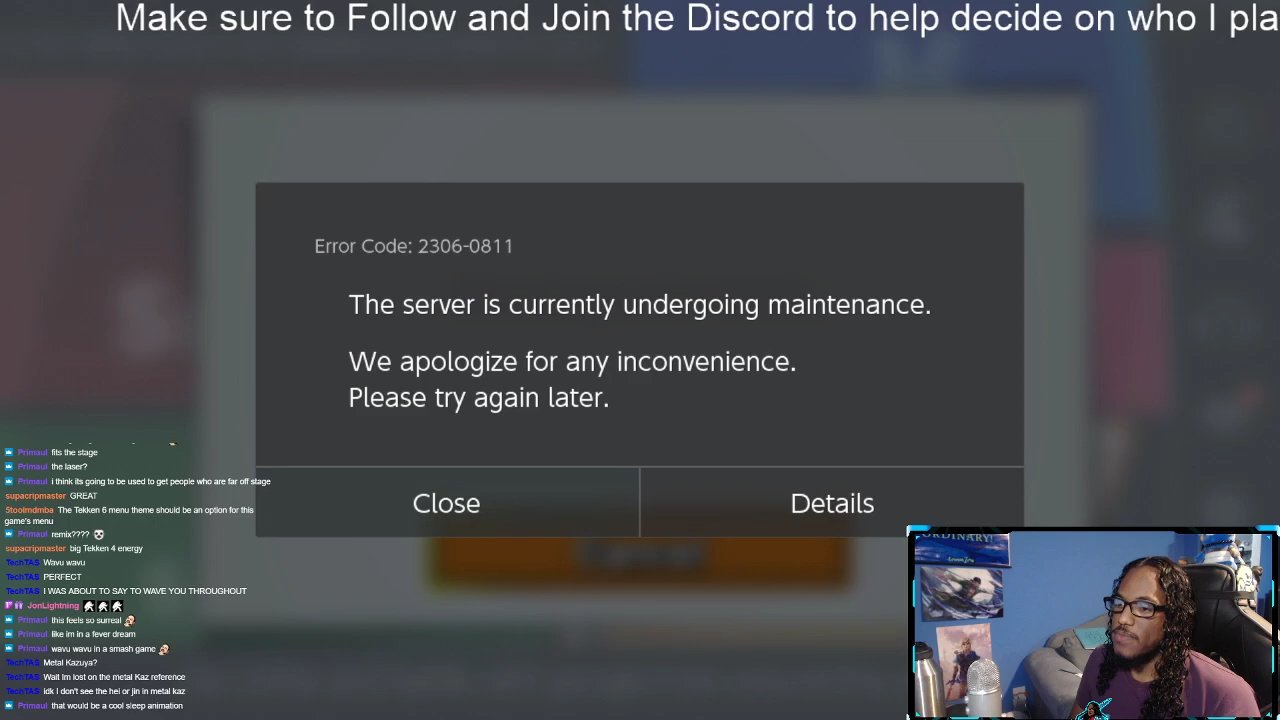 Make sure to Follow and Join the Discord to help decide on who I pla
Error Code: 2306-0811
The server is currently undergoing maintenance.
We apologize for any inconvenience.
Please try again later.
Close
Details
Cancel
Primaul fits the stage
Primaul the laser?
Primaul i think its going to be used to get people who are far off stage
supacripmaster GREAT
5toolmdmba The Tekken 6 menu theme should be an option for this
game's menu
Primaul remix????
supacripmaster big Tekken 4 energy
TechTAS Wavu wavu
TechTAS PERFECT
TechTAS I WAS ABOUT TO SAY TO WAVE YOU THROUGHOUT
JonLightning
Primaul this feels so surreal
Primaul like im in a fever dream
Primaul wavu wavu in a smash game
TechTAS Metal Kazuya?
TechTAS Wait Im lost on the metal Kaz reference
TechTAS idk I don't see the hei or jin in metal kaz
Primaul that would be a cool sleep animation
ORDINARY!